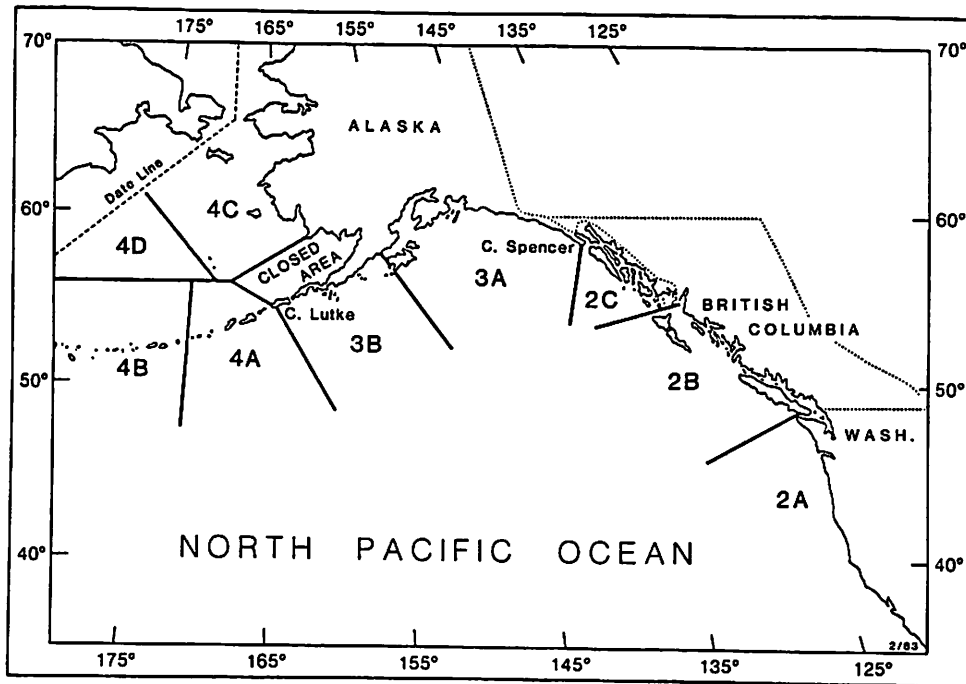 175° 165° 155° 145° 135° 125°
70° 70°
ALASKA
Date Line
60° 4C 60°
4D CLOSED AREA C. Spencer
3A
2C BRITISH
C. Lutke COLUMBIA
3B
4B 4A
50° 2B 50°
WASH.
2A
40° NORTH PACIFIC OCEAN 40°
2/83
175° 165° 155° 145° 135° 125°